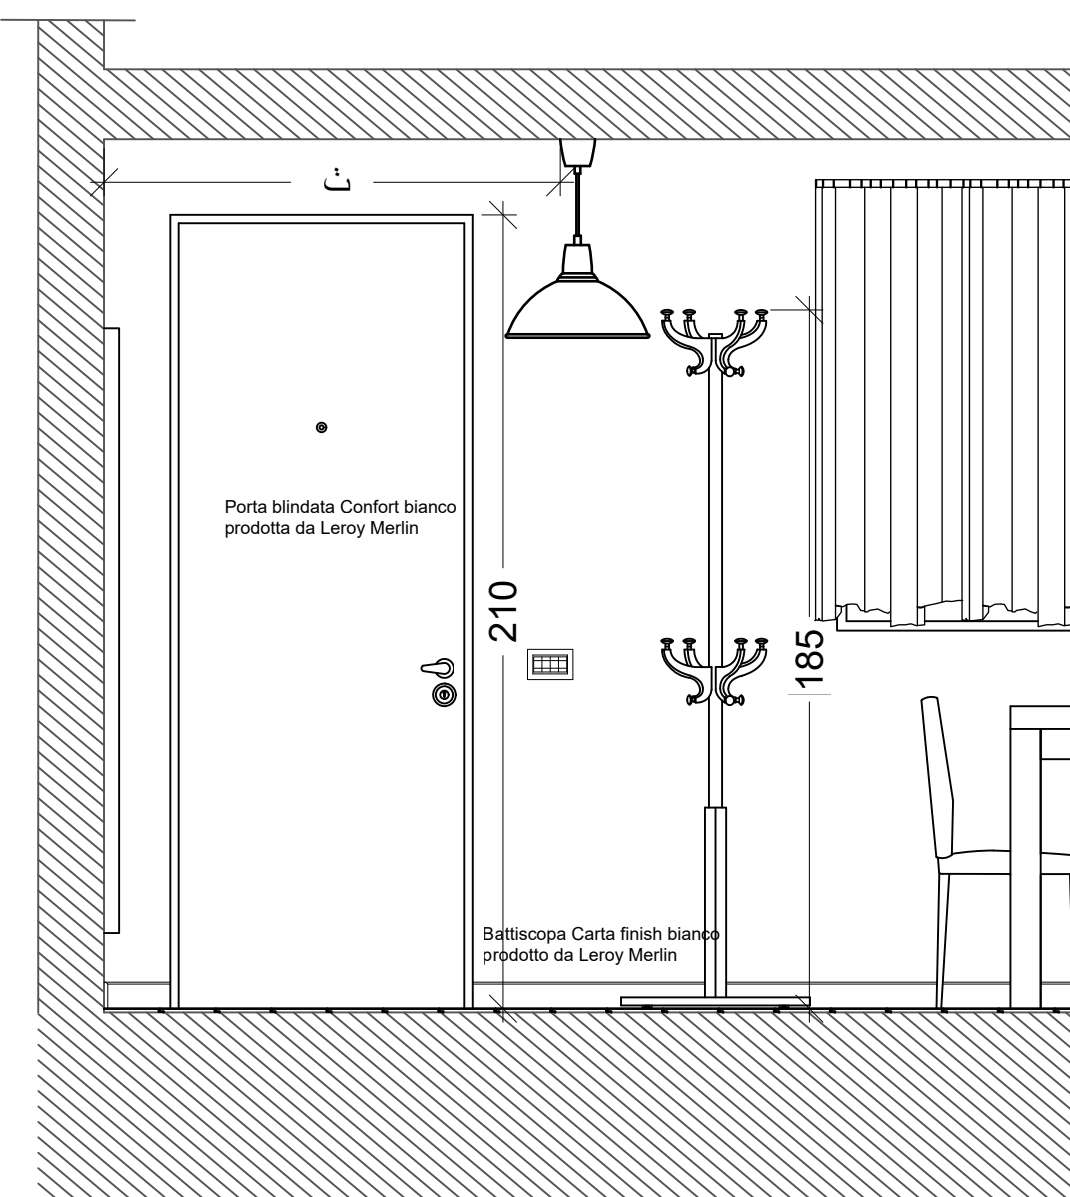 ث
Porta blindata Confort bianco
prodotta da Leroy Merlin
210
185
Battiscopa Carta finish bianco
prodotto da Leroy Merlin